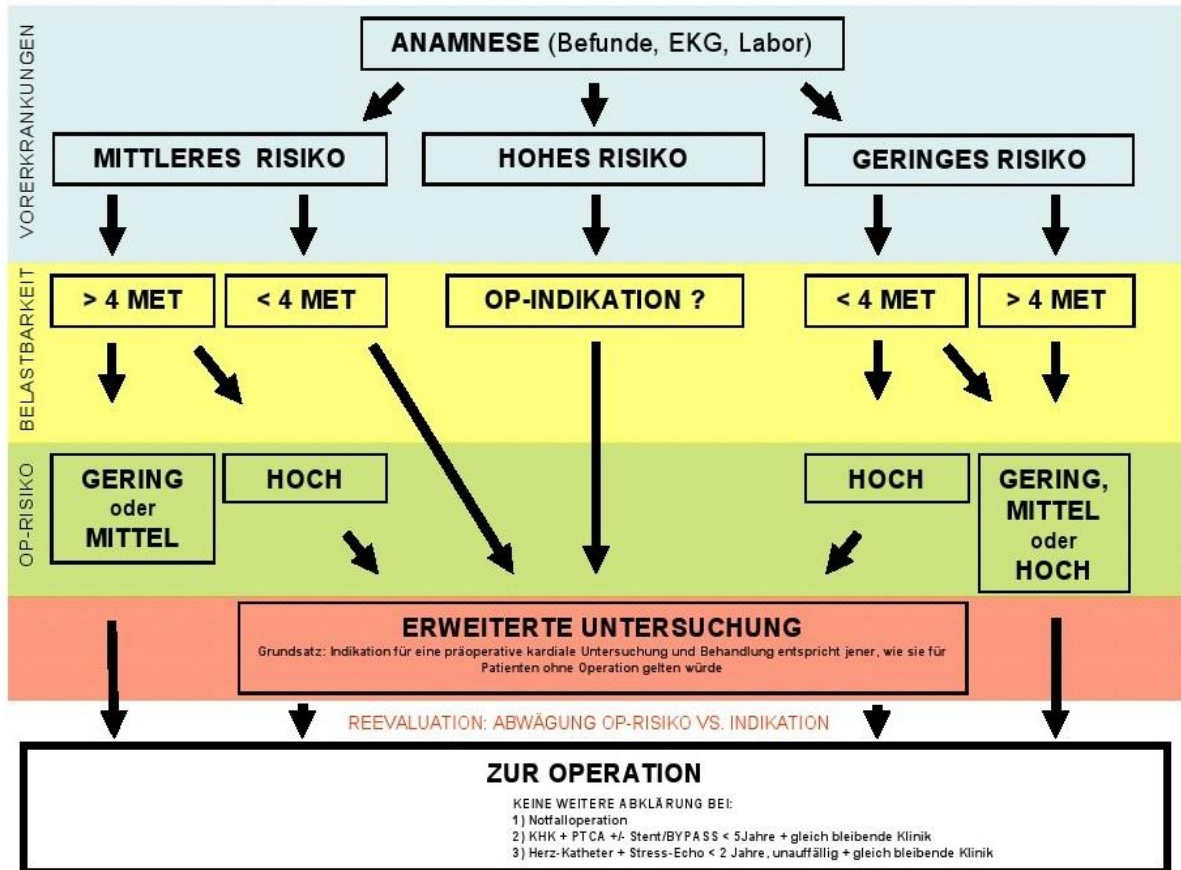 VORERKRANKUNGEN
ANAMNESE (Befunde, EKG, Labor)
MITTLERES RISIKO
HOHES RISIKO
GERINGES RISIKO
BELASTBARKEIT
> 4 MET
< 4 MET
OP-INDIKATION ?
< 4 MET
> 4 MET
OP-RISIKO
GERING
oder
MITTEL
HOCH
HOCH
GERING,
MITTEL
oder
HOCH
ERWEITERTE UNTERSUCHUNG
Grundsatz: Indikation für eine präoperative kardiale Untersuchung und Behandlung entspricht jener, wie sie für
Patienten ohne Operation gelten würde
REEVALUATION: ABWÄGUNG OP-RISIKO VS. INDIKATION
ZUR OPERATION
KEINE WEITERE ABKLÄRUNG BEI:
1) Notfalloperation
2) KHK + PTCA +/- Stent/BYPASS < 5Jahre + gleich bleibende Klinik
3) Herz-Katheter + Stress-Echo < 2 Jahre, unauffällig + gleich bleibende Klinik